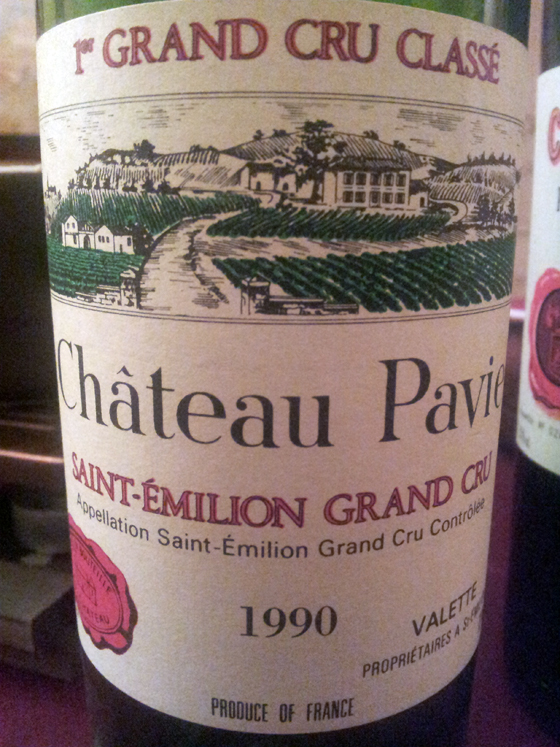 1er GRAND CRU CLASSÉ
Château Pavie
SAINT-ÉMILION GRAND CRU
Appellation Saint-Émilion Grand Cru Contrôlée
1990
VALETTE
PROPRIÉTAIRES A
PRODUCE OF FRANCE